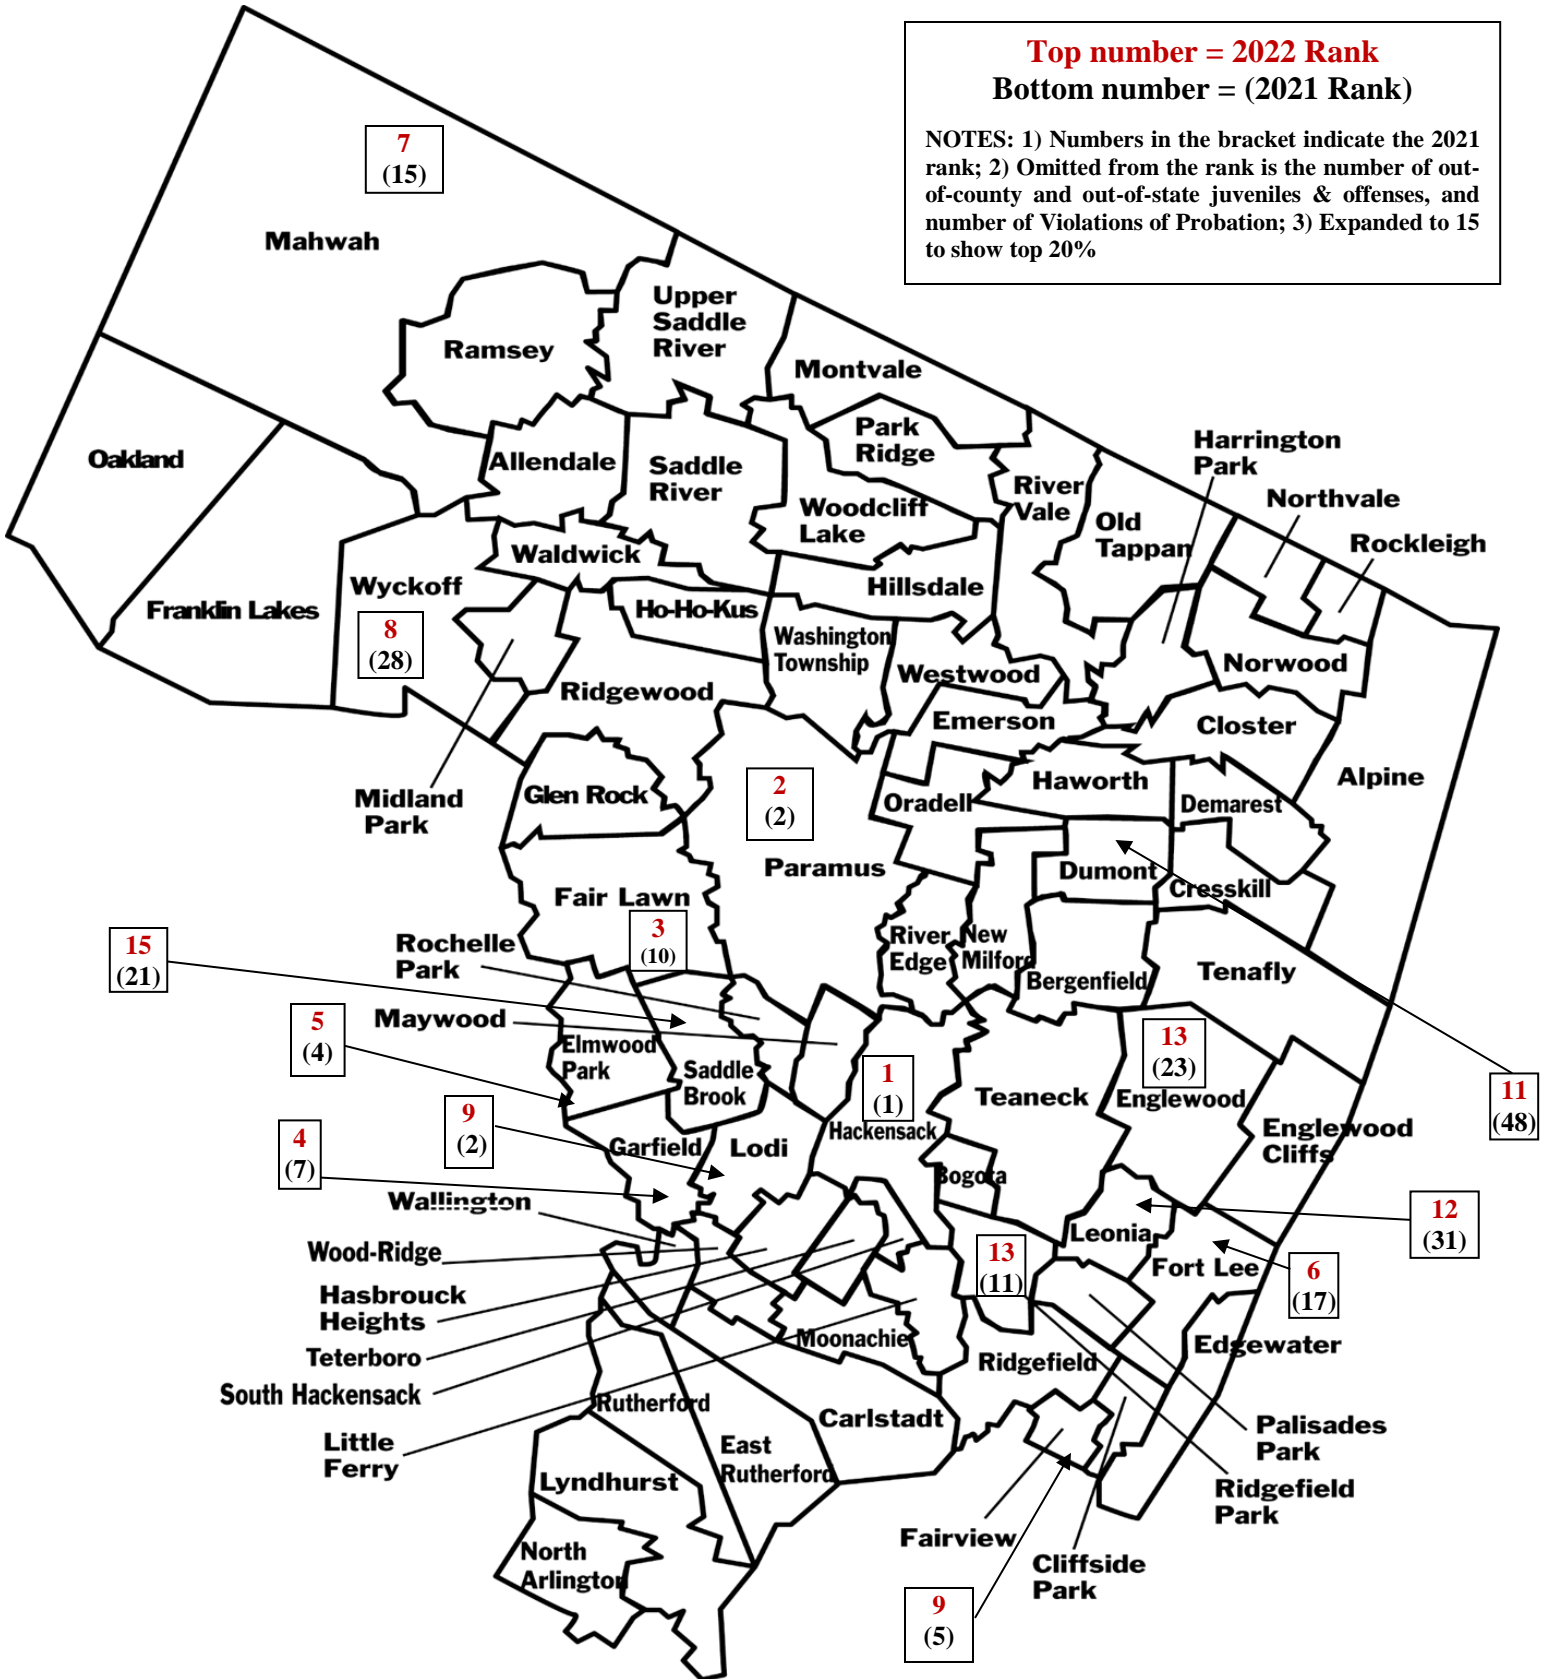 Top number = 2022 Rank
Bottom number = (2021 Rank)
NOTES: 1) Numbers in the bracket indicate the 2021
rank; 2) Omitted from the rank is the number of out-
of-county and out-of-state juveniles & offenses, and
number of Violations of Probation; 3) Expanded to 15
to show top 20%
7
(15)
Mahwah
Upper
Saddle
River
Ramsey
Montvale
Park
Ridge
Harrington
Park
Oakland
Allendale
Saddle
River
River
Vale
Northvale
Woodcliff
Lake
Old
Tappan
Rockleigh
Waldwick
Wyckoff
Hillsdale
Franklin Lakes
Ho-Ho-Kus
8
(28)
Washington
Township
Norwood
Westwood
Ridgewood
Emerson
Closter
Midland
Park
Glen Rock
2
(2)
Haworth
Alpine
Oradell
Demarest
Paramus
Dumont
Cresskill
Fair Lawn
3
(10)
15
(21)
Rochelle
Park
River
Edge
New
Milford
Bergenfield
Tenafly
Maywood
5
(4)
Elmwood
Park
Saddle
Brook
1
(1)
Hackensack
Teaneck
13
(23)
Englewood
11
(48)
9
(2)
Englewood
Cliffs
4
(7)
Garfield
Lodi
Bogota
Wallington
12
(31)
Leonia
Wood-Ridge
13
(11)
Fort Lee
6
(17)
Hasbrouck
Heights
Moonachie
Edgewater
Teterboro
Ridgefield
South Hackensack
Rutherford
Carlstadt
Palisades
Park
Little
Ferry
East
Rutherford
Lyndhurst
Ridgefield
Park
Fairview
North
Arlington
Cliffside
Park
9
(5)